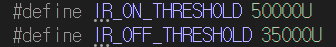 #define IR_ON_THRESHOLD 50000U
#define IR_OFF_THRESHOLD 35000U